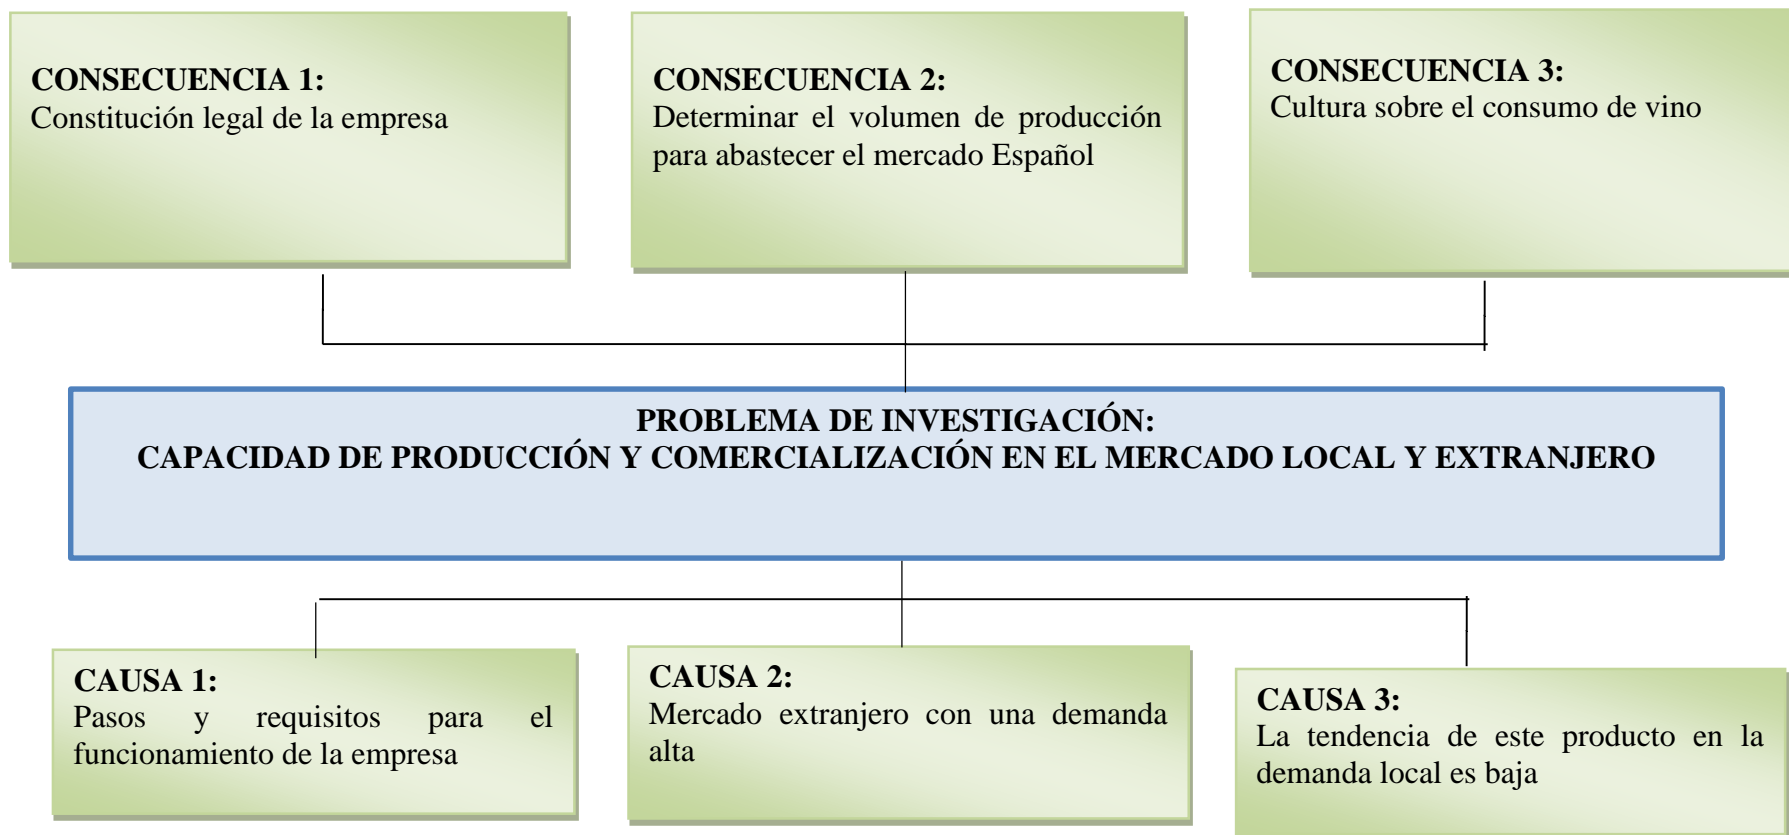 CONSECUENCIA 1:
Constitución legal de la empresa
CONSECUENCIA 2:
Determinar el volumen de producción
para abastecer el mercado Español
CONSECUENCIA 3:
Cultura sobre el consumo de vino
PROBLEMA DE INVESTIGACIÓN:
CAPACIDAD DE PRODUCCIÓN Y COMERCIALIZACIÓN EN EL MERCADO LOCAL Y EXTRANJERO
CAUSA 1:
Pasos y requisitos para el
funcionamiento de la empresa
CAUSA 2:
Mercado extranjero con una demanda
alta
CAUSA 3:
La tendencia de este producto en la
demanda local es baja